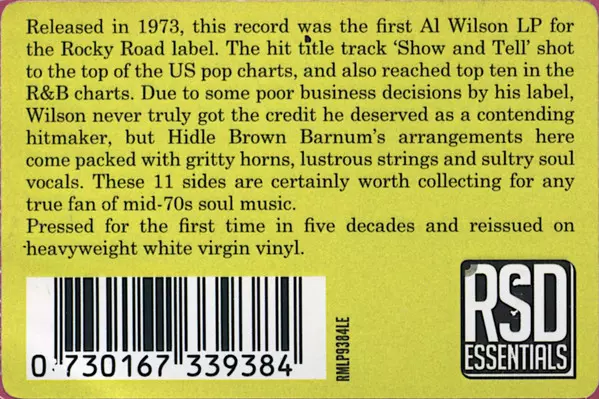 Released in 1973, this record was the first Al Wilson LP for
the Rocky Road label. The hit title track ‘Show and Tell’ shot
to the top of the US pop charts, and also reached top ten in the
R&B charts. Due to some poor business decisions by his label,
Wilson never truly got the credit he deserved as a contending
hitmaker, but Hidle Brown Barnum’s arrangements here
come packed with gritty horns, lustrous strings and sultry soul
vocals. These 11 sides are certainly worth collecting for any
true fan of mid-70s soul music.
Pressed for the first time in five decades and reissued on
heavyweight white virgin vinyl.
0 730167 339384
RMLP9384LE
RSD
ESSENTIALS